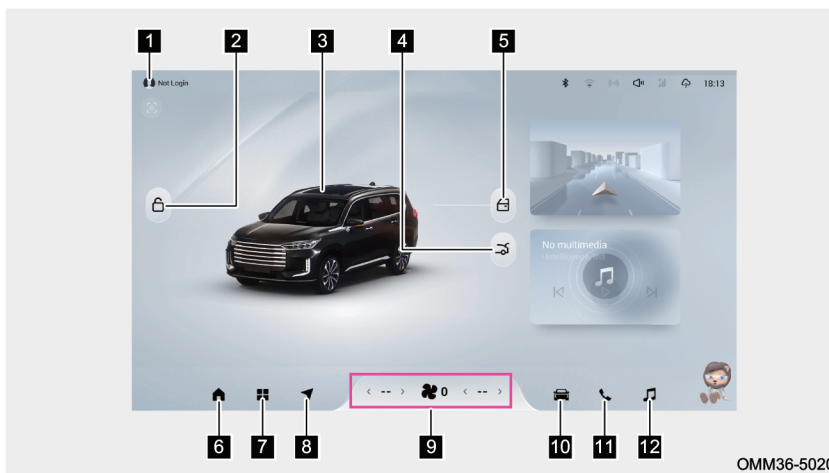 1 2 3 4 5
Not Login
18:13
No multimedia
< -- > 0 < -- >
6 7 8 9 10 11 12
OMM36-5020